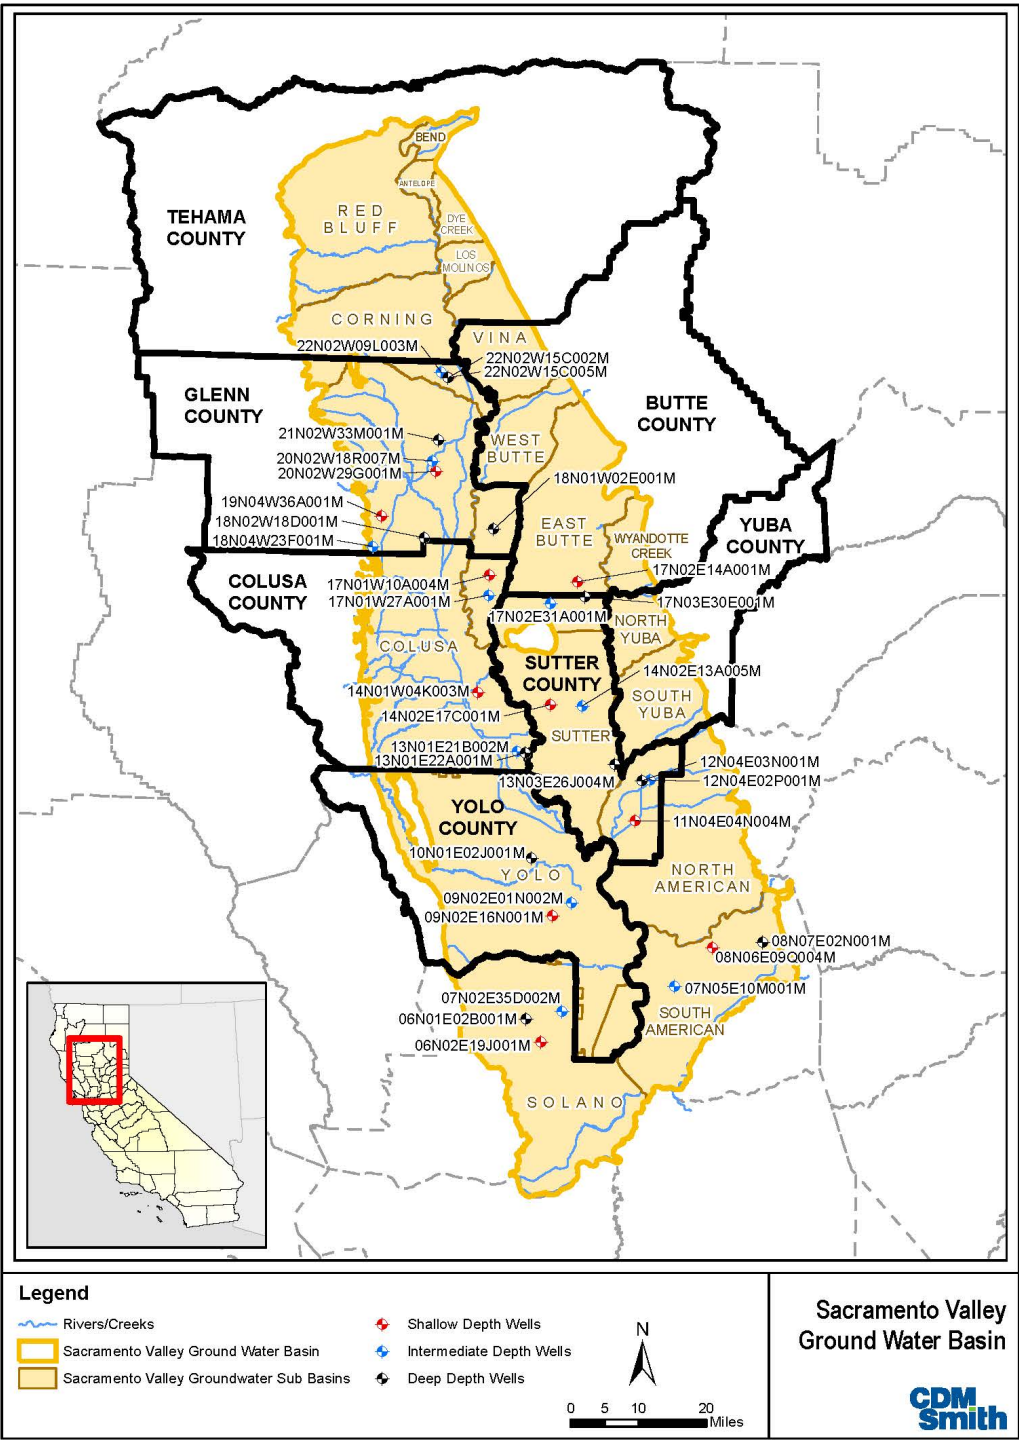 BEND
ANTELOPE
TEHAMA
COUNTY
RED
BLUFF
DYE
CREEK
LOS
MOLINOS
CORNING
VINA
22N02W09L003M
22N02W15C002M
22N02W15C005M
GLENN
COUNTY
BUTTE
COUNTY
21N02W33M001M
WEST
BUTTE
20N02W18R007M
20N02W29G001M
18N01W02E001M
19N04W36A001M
18N02W18D001M
18N04W23F001M
EAST
BUTTE
YUBA
COUNTY
WYANDOTTE
CREEK
17N02E14A001M
COLUSA
COUNTY
17N01W10A004M
17N01W27A001M
17N03E30E001M
17N02E31A001M
NORTH
YUBA
COLUSA
SUTTER
COUNTY
14N02E13A005M
14N01W04K003M
SOUTH
YUBA
14N02E17C001M
SUTTER
13N01E21B002M
13N01E22A001M
12N04E03N001M
12N04E02P001M
13N03E26J004M
YOLO
COUNTY
11N04E04N004M
10N01E02J001M
YOLO
NORTH
AMERICAN
09N02E01N002M
09N02E16N001M
08N07E02N001M
08N06E09Q004M
07N05E10M001M
07N02E35D002M
06N01E02B001M
SOUTH
AMERICAN
06N02E19J001M
SOLANO
Legend
Rivers/Creeks
Sacramento Valley Ground Water Basin
Sacramento Valley Groundwater Sub Basins
Shallow Depth Wells
Intermediate Depth Wells
Deep Depth Wells
N
0 5 10 20
Miles
Sacramento Valley
Ground Water Basin
CDM
Smith